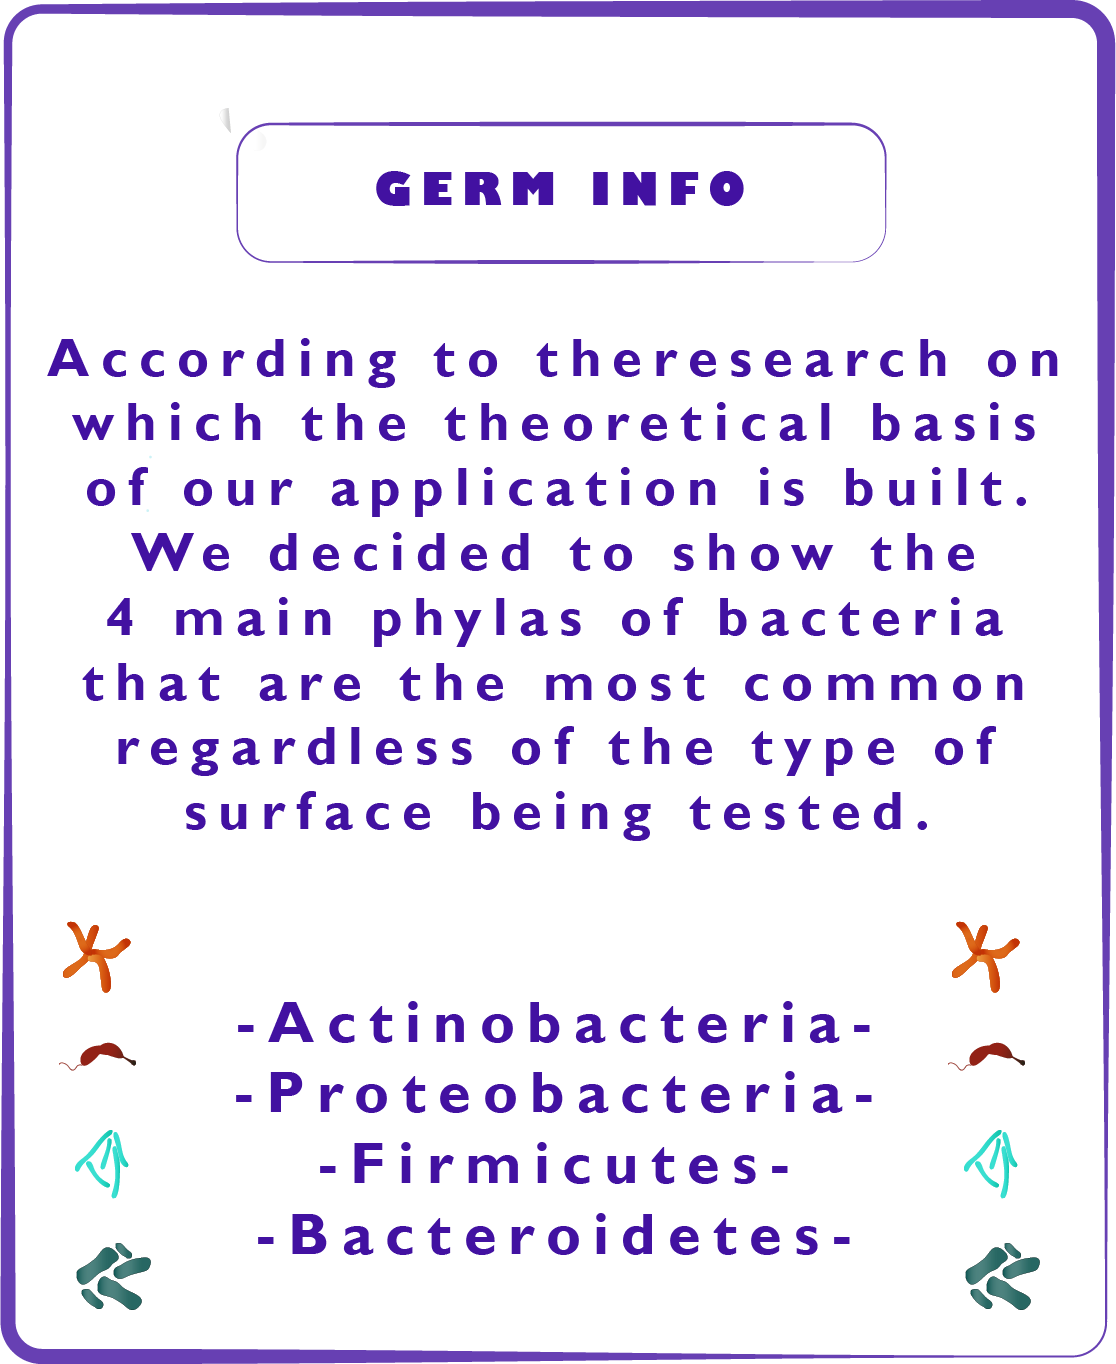 GERM INFO
According to theresearch on
which the theoretical basis
of our application is built.
We decided to show the
4 main phylas of bacteria
that are the most common
regardless of the type of
surface being tested.
-Actinobacteria-
-Proteobacteria-
-Firmicutes-
-Bacteroidetes-